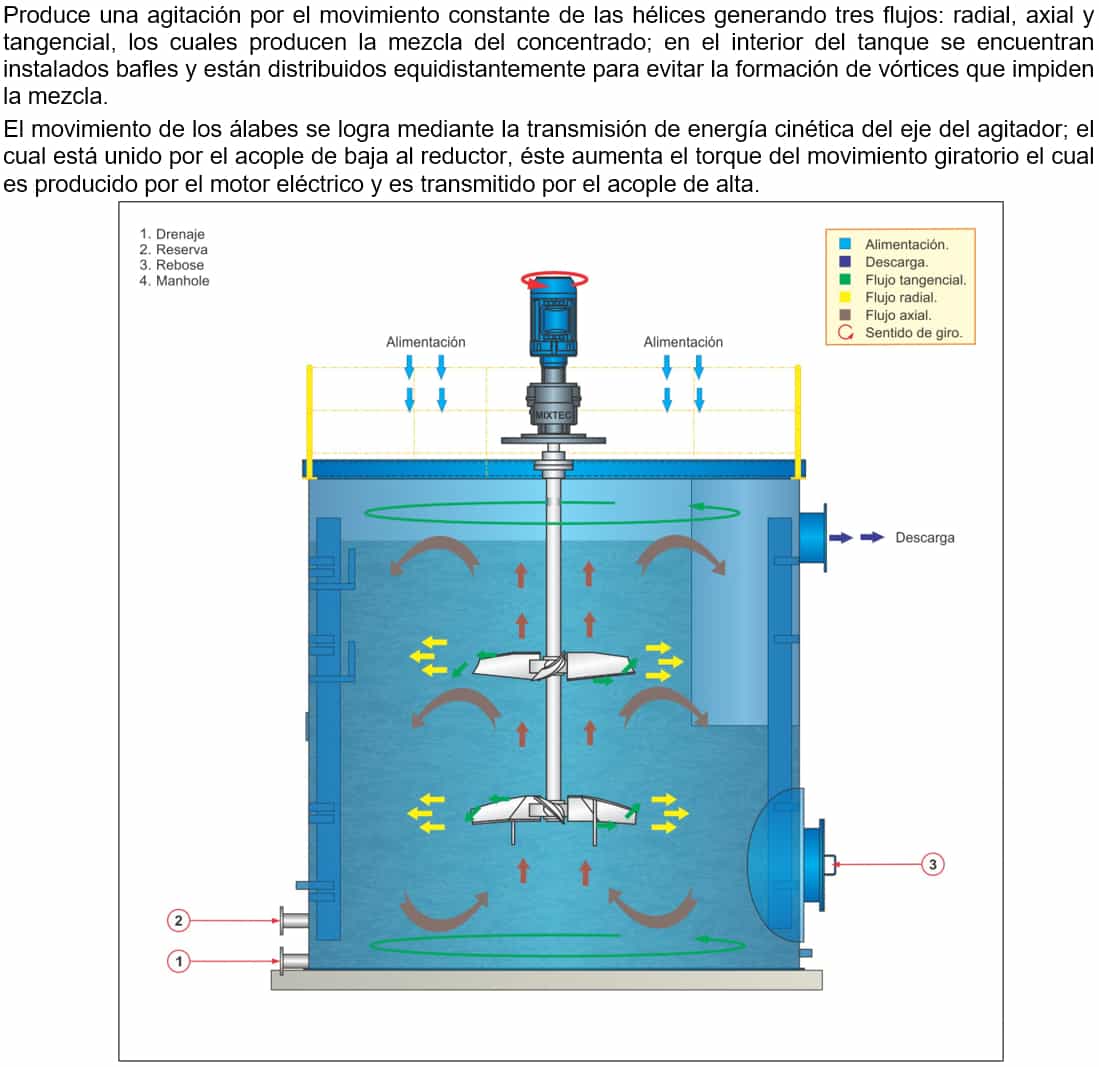 Produce una agitación por el movimiento constante de las hélices generando tres flujos: radial, axial y
tangencial, los cuales producen la mezcla del concentrado; en el interior del tanque se encuentran
instalados bafles y están distribuidos equidistantemente para evitar la formación de vórtices que impiden
la mezcla.
El movimiento de los álabes se logra mediante la transmisión de energía cinética del eje del agitador; el
cual está unido por el acople de baja al reductor, éste aumenta el torque del movimiento giratorio el cual
es producido por el motor eléctrico y es transmitido por el acople de alta.
1. Drenaje
2. Reserva
3. Rebose
4. Manhole
Alimentación.
Descarga.
Flujo tangencial.
Flujo radial.
Flujo axial.
Sentido de giro.
Alimentación
Alimentación
MIXTEC
Descarga
3
2
1